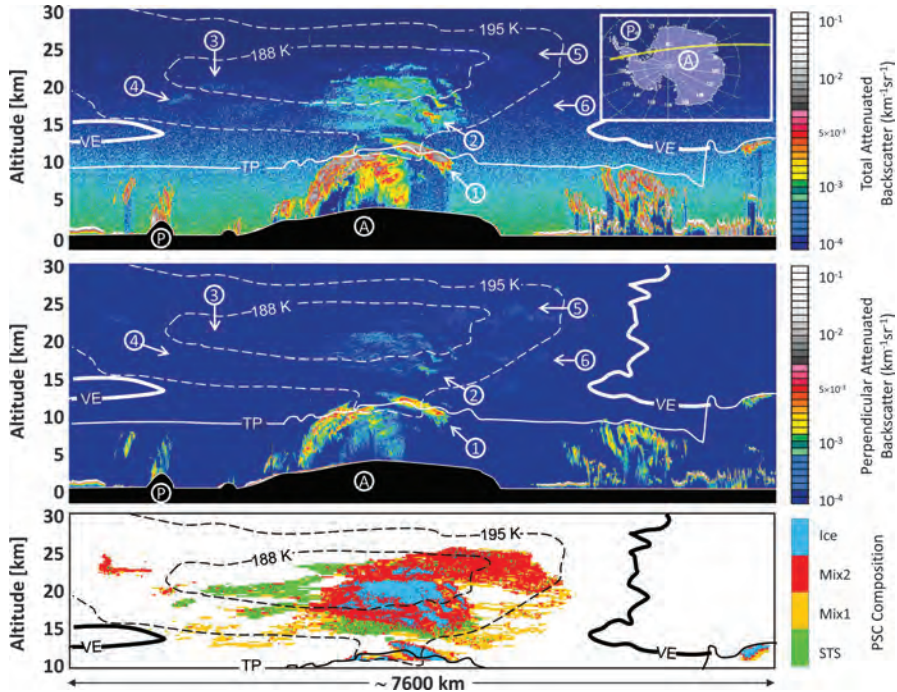 30
195 K
25
3
188 K
5
P
A
20
4
6
15
VE
2
VE
10
TP
1
5
0
P
A
Altitude [km]
10⁻¹
10⁻²
5×10⁻³
10⁻³
10⁻⁴
Total Attenuated
Backscatter (km⁻¹sr⁻¹)
30
195 K
25
3
188 K
5
20
4
6
15
VE
2
VE
10
TP
1
5
0
P
A
Altitude [km]
10⁻¹
10⁻²
5×10⁻³
10⁻³
10⁻⁴
Perpendicular Attenuated
Backscatter (km⁻¹sr⁻¹)
30
195 K
25
188 K
20
15
VE
VE
10
TP
Altitude [km]
Ice
Mix2
Mix1
STS
PSC Composition
~ 7600 km